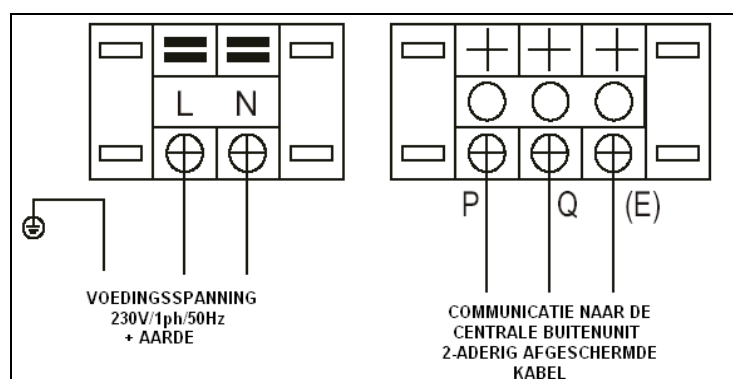 L N
P Q (E)
VOEDINGSSPANNING
230V/1ph/50Hz
+ AARDE
COMMUNICATIE NAAR DE
CENTRALE BUITENUNIT
2-ADERIG AFGESCHERMDE
KABEL